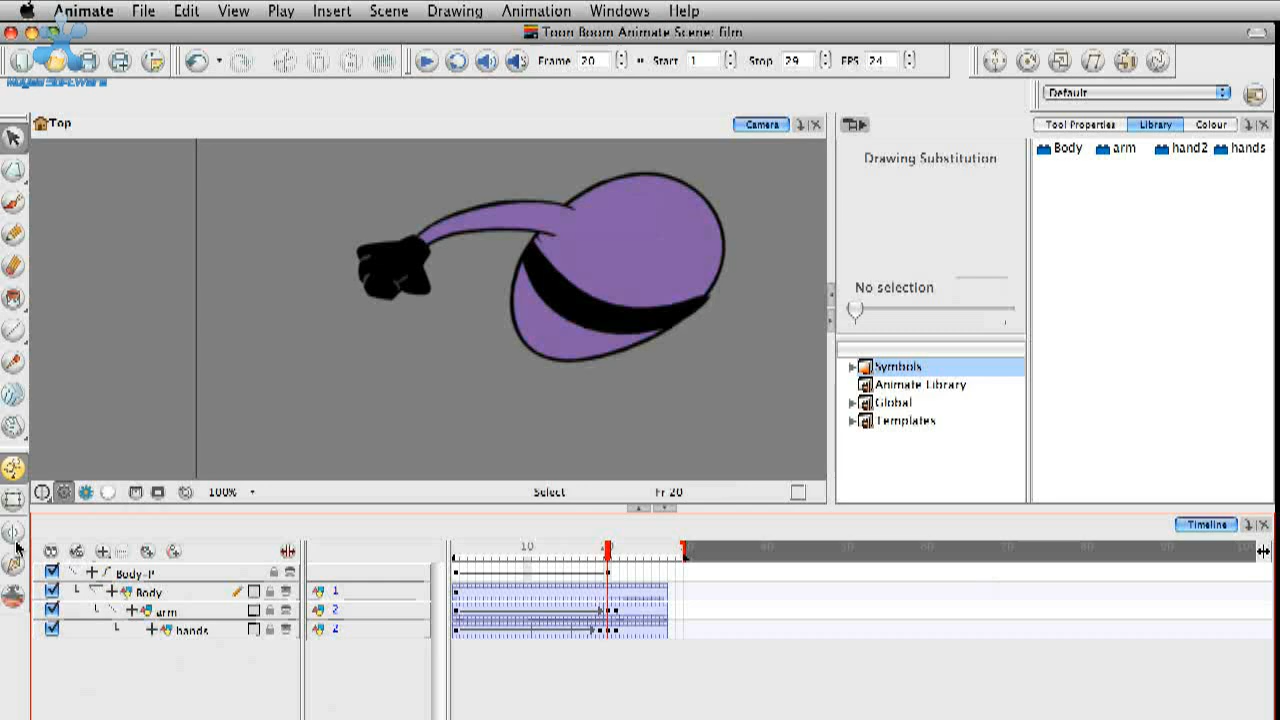 Animate File Edit View Play Insert Scene Drawing Animation Windows Help
Toon Boom Animate Scene: film
Frame 20 Start 1 Stop 29 FPS 24
Default
Top
Camera
Tool Properties Library Colour
Drawing Substitution
Body arm hand2 hands
No selection
Symbols
Animate Library
Global
Templates
100% Select Fr 20
Timeline
10
Body-P
Body 1
arm 2
hands 2